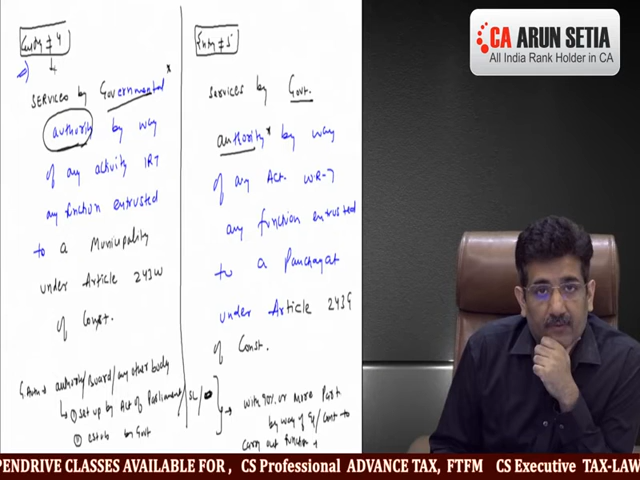 Entry # 4
SERVICES by Governmental*
authority by way
of any activity IRT
any function entrusted
to a Municipality
under Article 243W
of Const.
Entry # 5
Services by Govt.
authority* by way
of any Act. W.R.T
any function entrusted
to a Panchayat
under Article 243G
of Const.
authority/Board/any other body
① set up by Act of Parliament/SL/
① estab by Govt
with 90% or more Part
by way of Eq/Cont to
carry out function
CA ARUN SETIA
All India Rank Holder in CA
PENDRIVE CLASSES AVAILABLE FOR , CS Professional ADVANCE TAX, FTFM CS Executive TAX-LAW